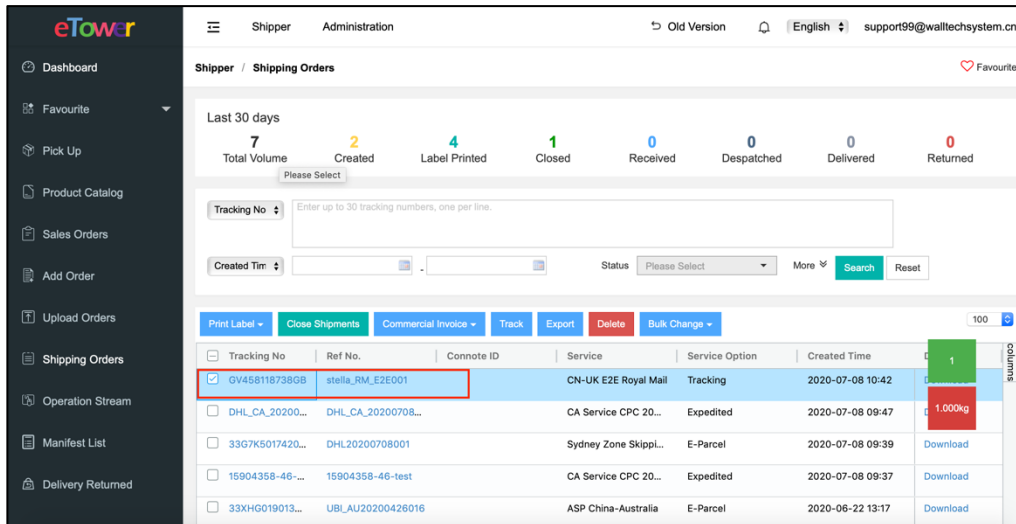 eTower
Shipper Administration Old Version English support99@walltechsystem.cn
Dashboard
Shipper / Shipping Orders Favourite
Favourite
Last 30 days
7 2 4 1 0 0 0 0
Pick Up
Total Volume Created Label Printed Closed Received Despatched Delivered Returned
Please Select
Product Catalog
Tracking No Enter up to 30 tracking numbers, one per line.
Sales Orders
Created Tim - Status Please Select More Search Reset
Add Order
Upload Orders
Print Label Close Shipments Commercial Invoice Track Export Delete Bulk Change 100
Shipping Orders
Tracking No Ref No. Connote ID Service Service Option Created Time columns
1
GV458118738GB stella_RM_E2E001 CN-UK E2E Royal Mail Tracking 2020-07-08 10:42
Operation Stream
DHL_CA_20200... DHL_CA_20200708... CA Service CPC 20... Expedited 2020-07-08 09:47
1.000kg
Manifest List
33G7K5017420... DHL20200708001 Sydney Zone Skippi... E-Parcel 2020-07-08 09:39 Download
15904358-46-... 15904358-46-test CA Service CPC 20... Expedited 2020-07-08 09:37 Download
Delivery Returned
33XHG019013... UBI_AU20200426016 ASP China-Australia E-Parcel 2020-06-22 13:17 Download